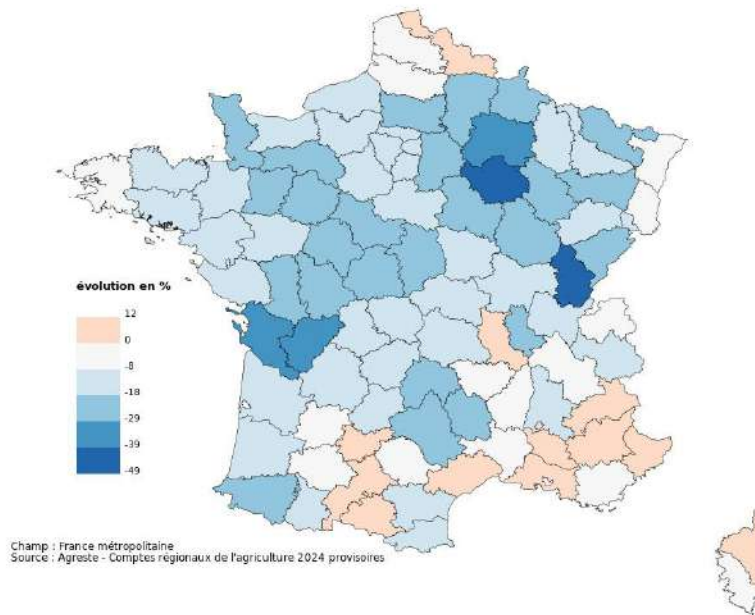 évolution en %
12
0
-8
-18
-29
-39
-49
Champ : France métropolitaine
Source : Agreste - Comptes régionaux de l'agriculture 2024 provisoires